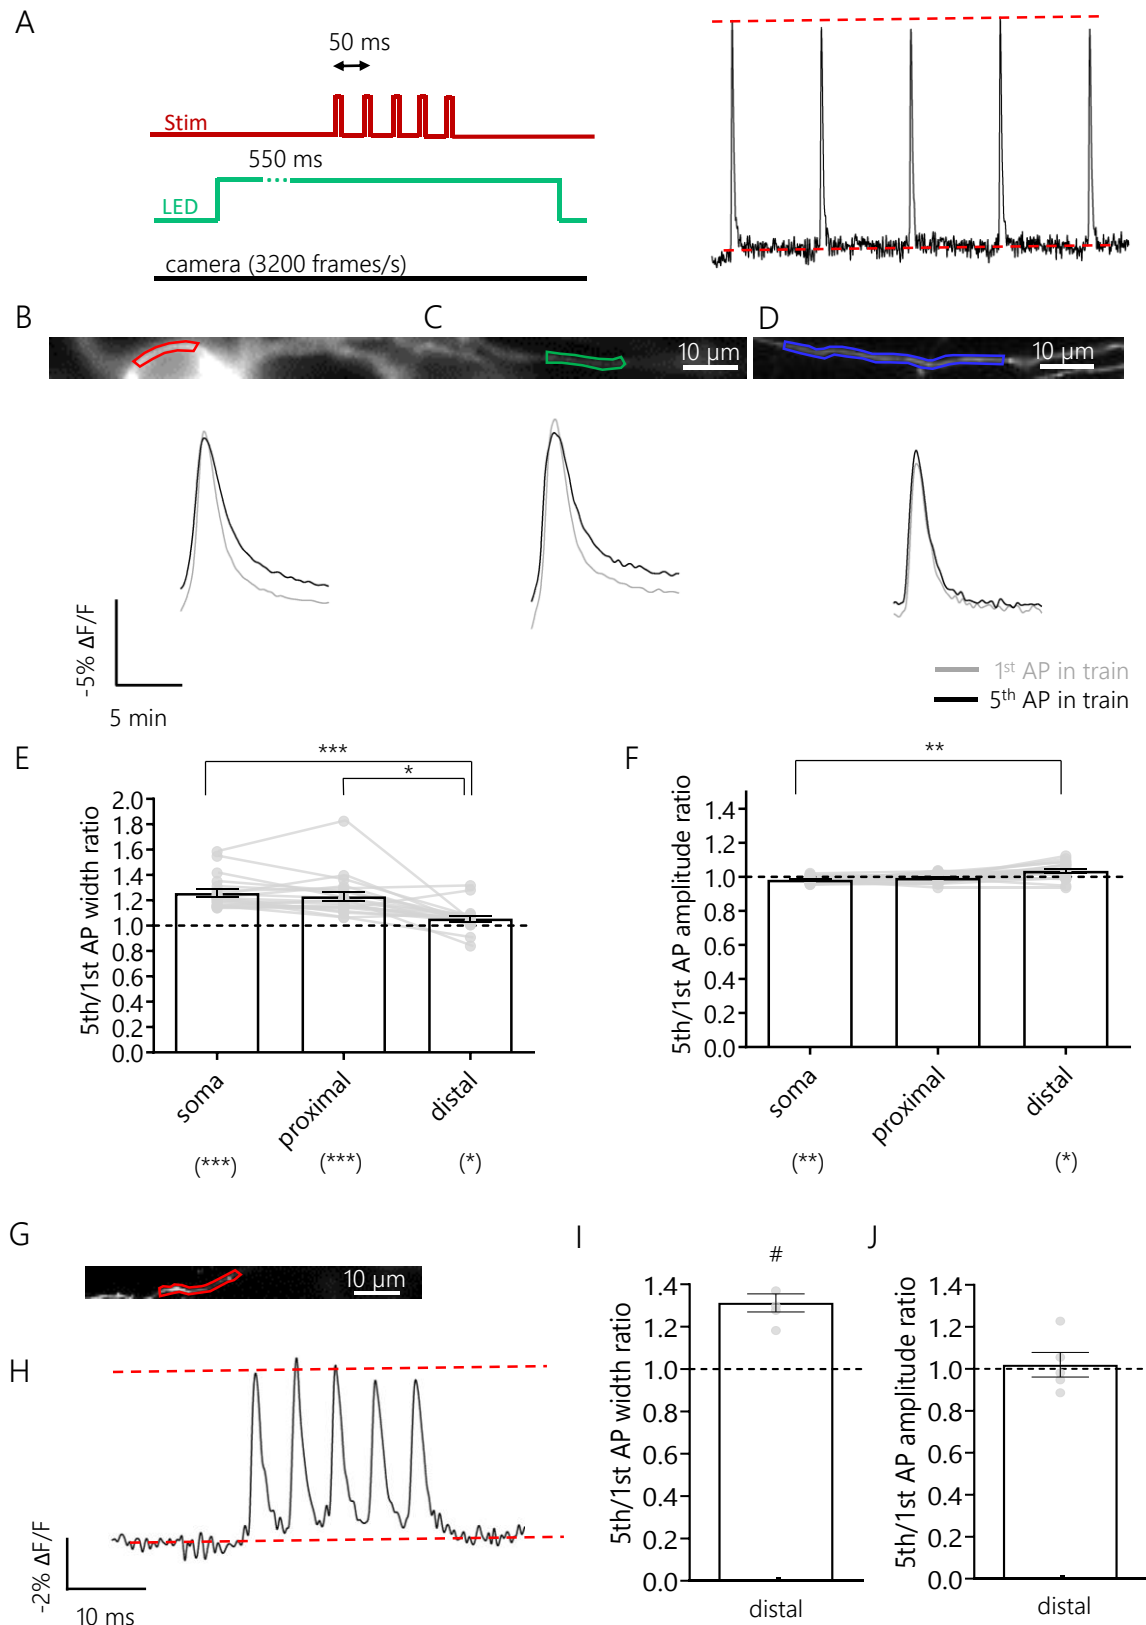 A
50 ms
Stim
550 ms
LED
camera (3200 frames/s)
B
C
D
10 µm
10 µm
-5% ΔF/F
5 min
1st AP in train
5th AP in train
E
***
*
5th/1st AP width ratio
2.0
1.8
1.6
1.4
1.2
1.0
0.8
0.6
0.4
0.2
0.0
soma
proximal
distal
(***)
(***)
(*)
F
**
5th/1st AP amplitude ratio
1.4
1.2
1.0
0.8
0.6
0.4
0.2
0.0
soma
proximal
distal
(**)
(*)
G
10 µm
H
-2% ΔF/F
10 ms
I
#
5th/1st AP width ratio
1.4
1.2
1.0
0.8
0.6
0.4
0.2
0.0
distal
J
5th/1st AP amplitude ratio
1.4
1.2
1.0
0.8
0.6
0.4
0.2
0.0
distal